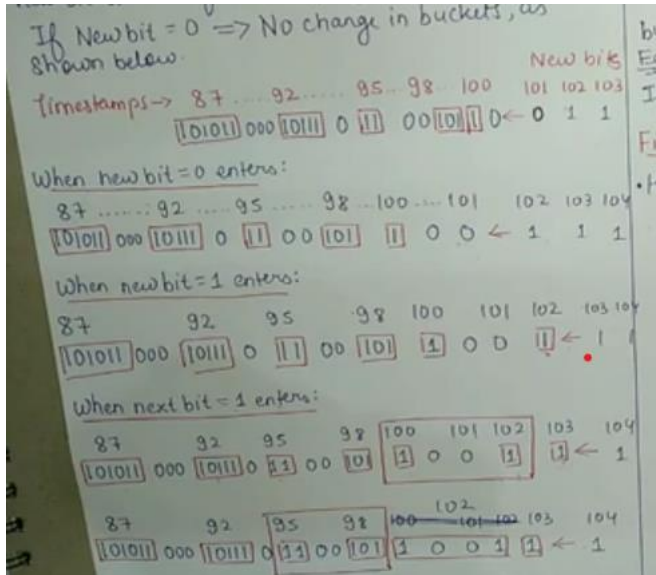 If New bit = 0 => No change in buckets, as
shown below.
New bits
Timestamps -> 87 .... 92 ..... 95 ... 98 ... 100 101 102 103
101011 000 10111 0 11 00 101 1 0 <- 0 1 1
When new bit = 0 enters:
87 ....... 92 .... 95 ..... 98 ... 100 .... 101 102 103 104
101011 000 10111 0 11 00 101 1 0 0 <- 1 1 1
When new bit = 1 enters:
87 92 95 98 100 101 102 103 104
101011 000 10111 0 11 00 101 1 0 0 1 <- 1 1
When next bit = 1 enters:
87 92 95 98 100 101 102 103 104
101011 000 10111 0 11 00 101 1 0 0 1 1 <- 1
102
87 92 95 98 100 101 102 103 104
101011 000 10111 0 11 00 101 1 0 0 1 1 <- 1